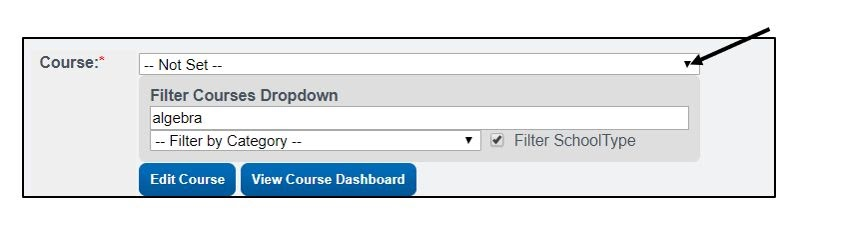 Course:* -- Not Set --
Filter Courses Dropdown
algebra
-- Filter by Category -- Filter SchoolType
Edit Course View Course Dashboard